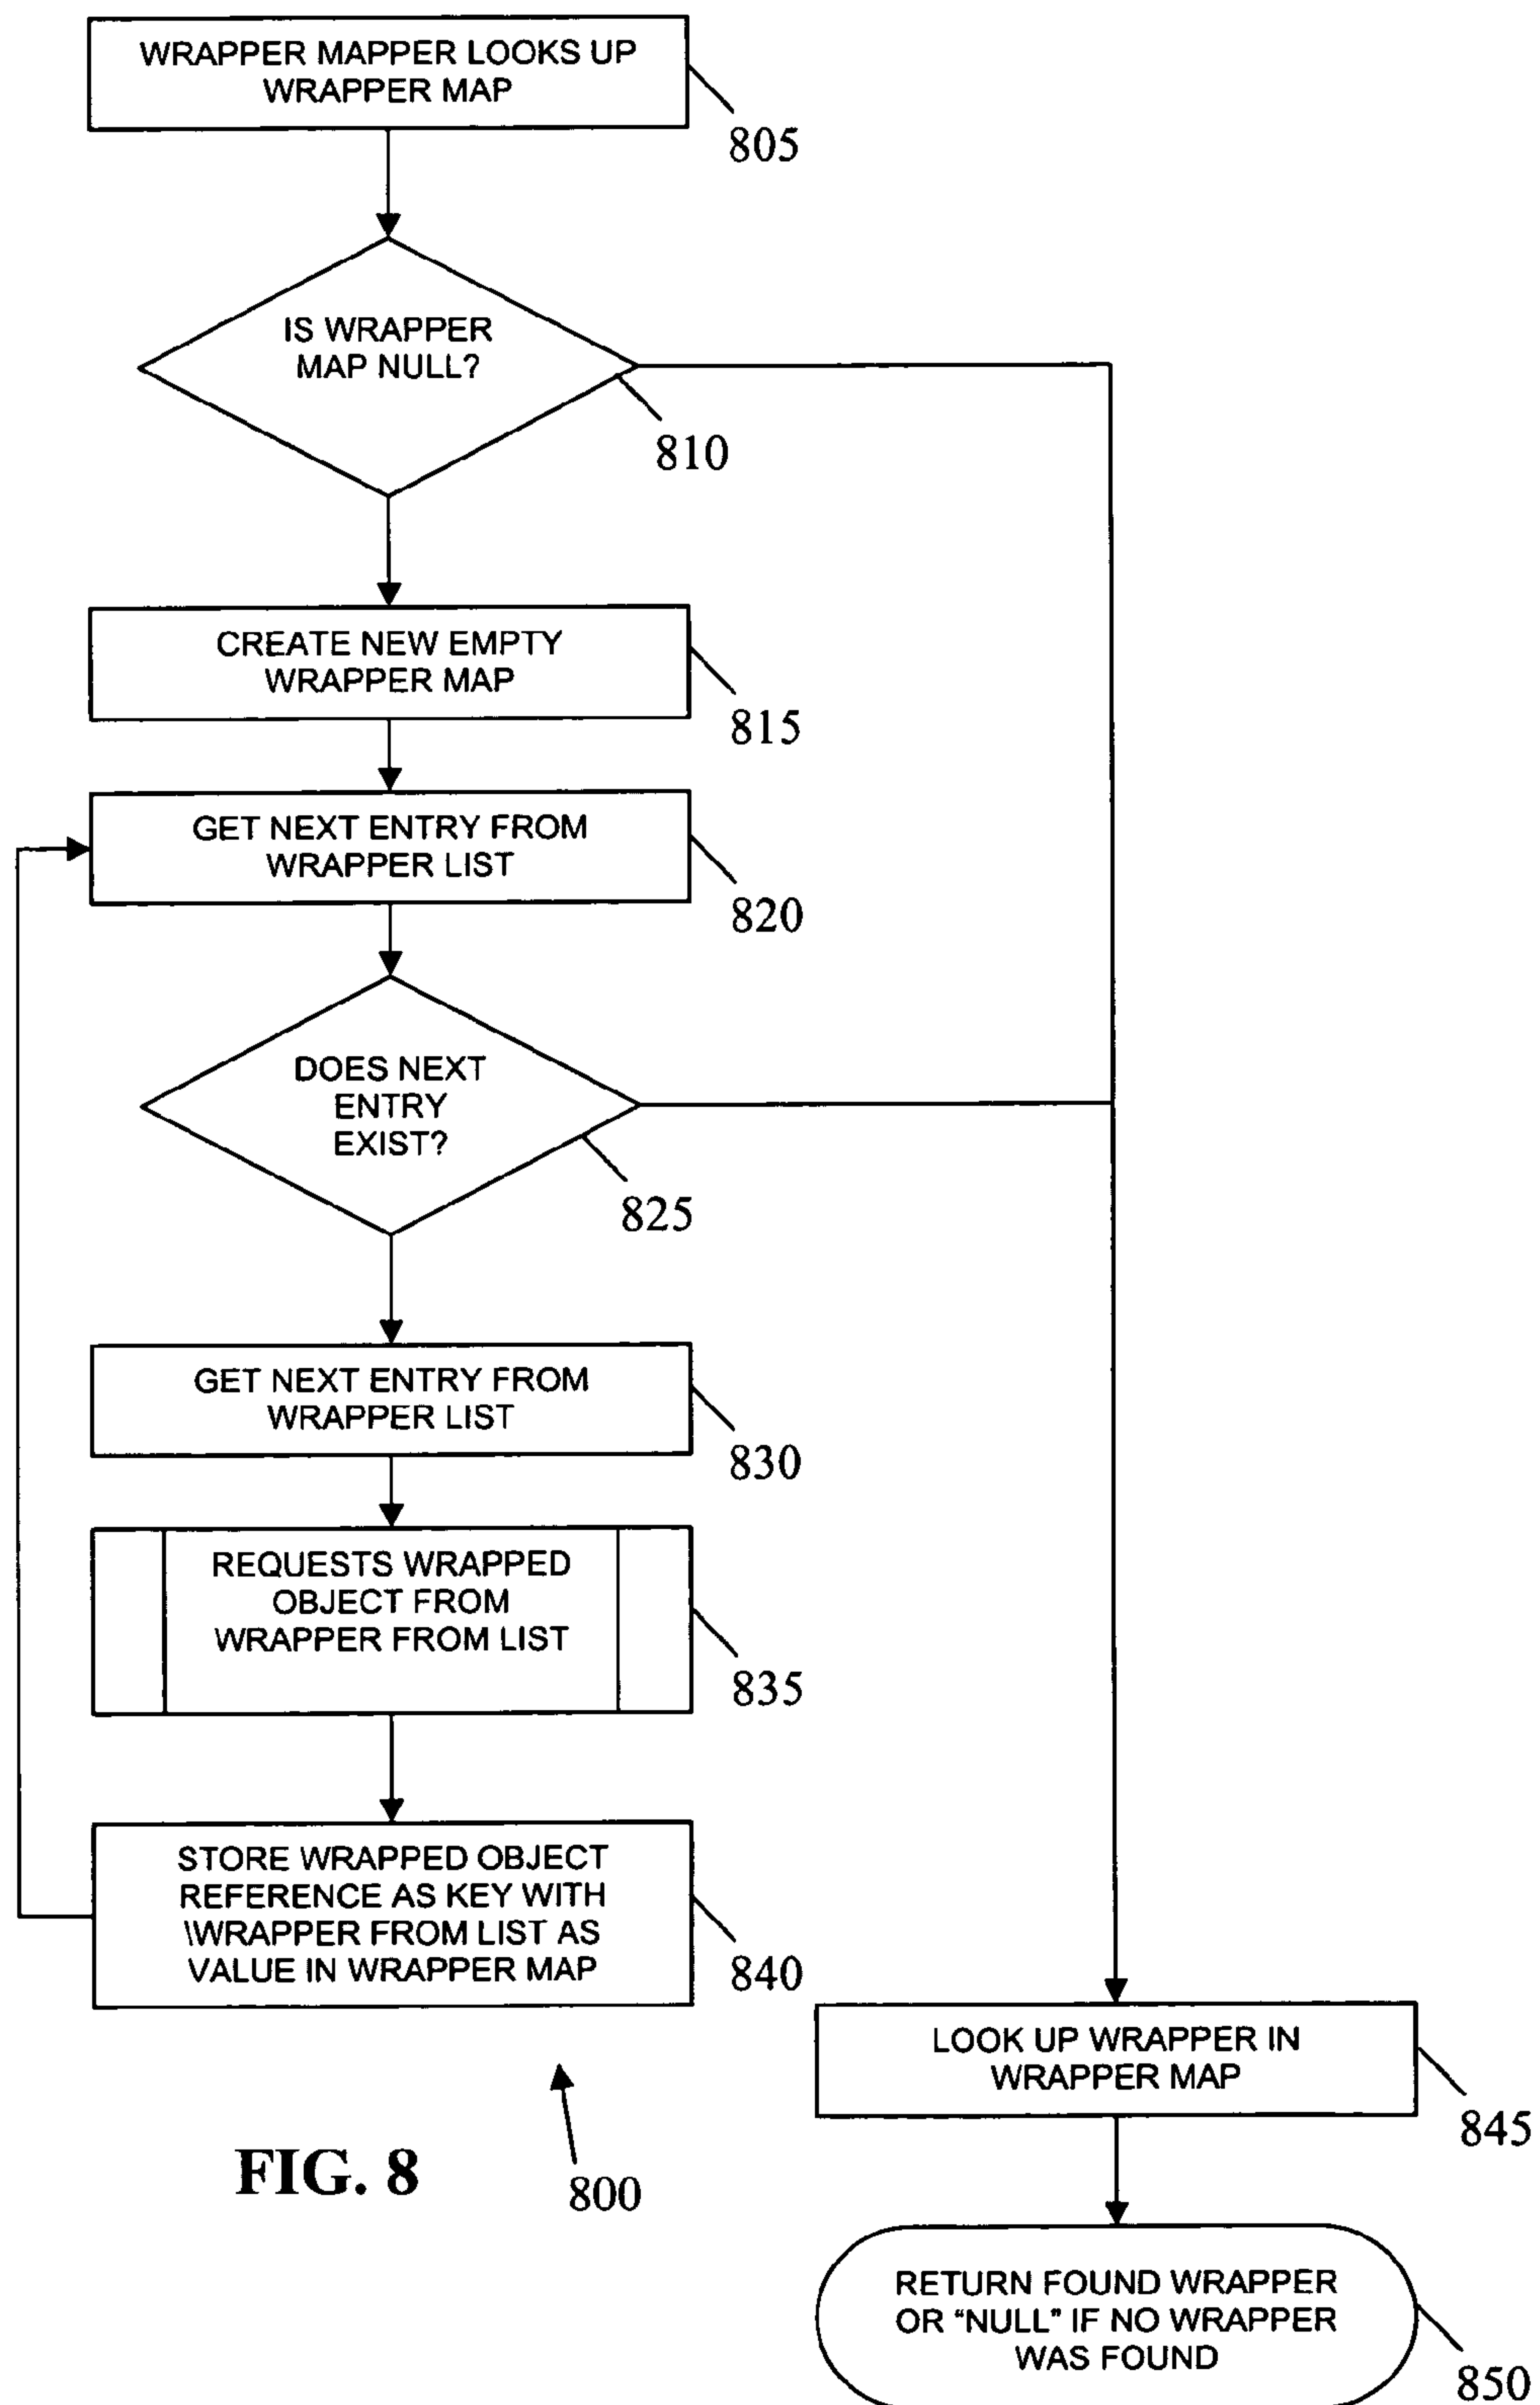 WRAPPER MAPPER LOOKS UP
WRAPPER MAP
805
IS WRAPPER
MAP NULL?
810
CREATE NEW EMPTY
WRAPPER MAP
815
GET NEXT ENTRY FROM
WRAPPER LIST
820
DOES NEXT
ENTRY
EXIST?
825
GET NEXT ENTRY FROM
WRAPPER LIST
830
REQUESTS WRAPPED
OBJECT FROM
WRAPPER FROM LIST
835
STORE WRAPPED OBJECT
REFERENCE AS KEY WITH
\WRAPPER FROM LIST AS
VALUE IN WRAPPER MAP
840
LOOK UP WRAPPER IN
WRAPPER MAP
845
FIG. 8
800
RETURN FOUND WRAPPER
OR “NULL” IF NO WRAPPER
WAS FOUND
850